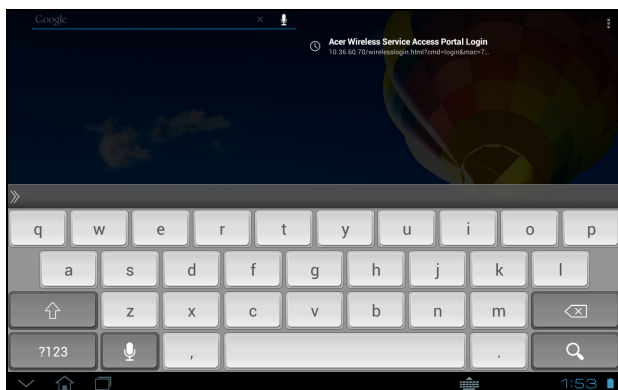 Google
Acer Wireless Service Access Portal Login
10.36.60.70/wirelesslogin.html?cmd=login&mac=7...
q w e r t y u i o p
a s d f g h j k l
z x c v b n m
?123 , .
1:53